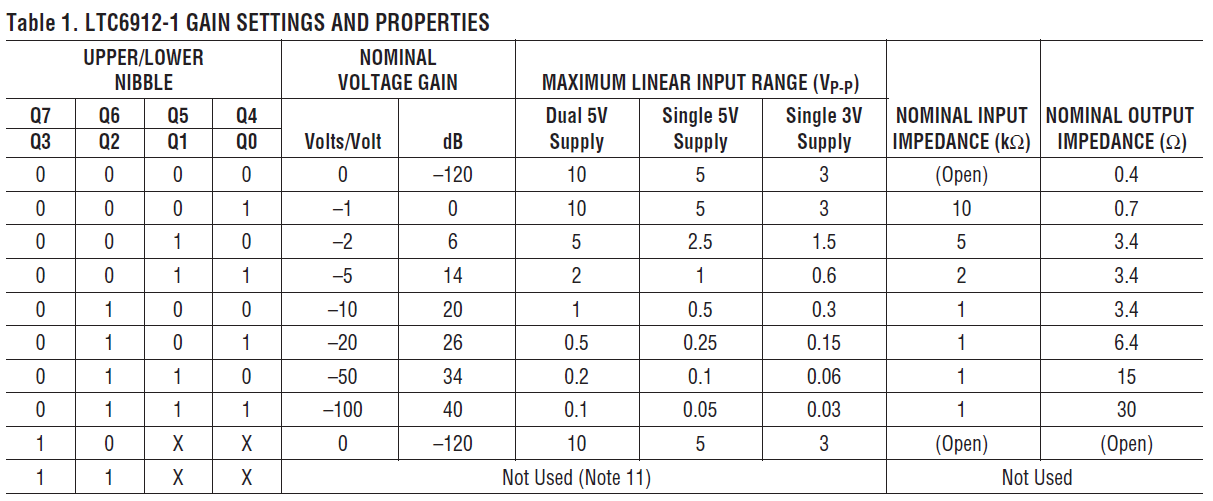 Table 1. LTC6912-1 GAIN SETTINGS AND PROPERTIES
UPPER/LOWER NIBBLE NOMINAL VOLTAGE GAIN MAXIMUM LINEAR INPUT RANGE (VP-P) NOMINAL INPUT IMPEDANCE (kΩ) NOMINAL OUTPUT IMPEDANCE (Ω)
Q7 Q6 Q5 Q4 Volts/Volt dB Dual 5V Supply Single 5V Supply Single 3V Supply
Q3 Q2 Q1 Q0
0 0 0 0 0 –120 10 5 3 (Open) 0.4
0 0 0 1 –1 0 10 5 3 10 0.7
0 0 1 0 –2 6 5 2.5 1.5 5 3.4
0 0 1 1 –5 14 2 1 0.6 2 3.4
0 1 0 0 –10 20 1 0.5 0.3 1 3.4
0 1 0 1 –20 26 0.5 0.25 0.15 1 6.4
0 1 1 0 –50 34 0.2 0.1 0.06 1 15
0 1 1 1 –100 40 0.1 0.05 0.03 1 30
1 0 X X 0 –120 10 5 3 (Open) (Open)
1 1 X X Not Used (Note 11) Not Used